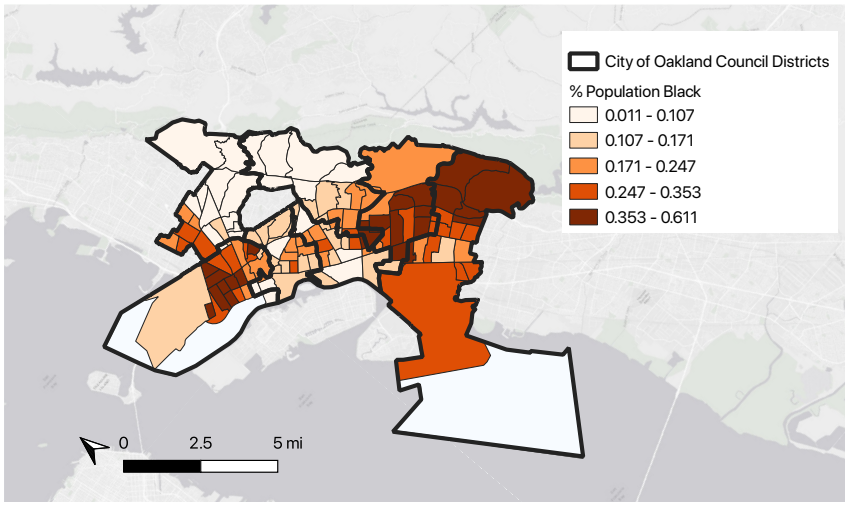 City of Oakland Council Districts
% Population Black
0.011 - 0.107
0.107 - 0.171
0.171 - 0.247
0.247 - 0.353
0.353 - 0.611
0 2.5 5 mi